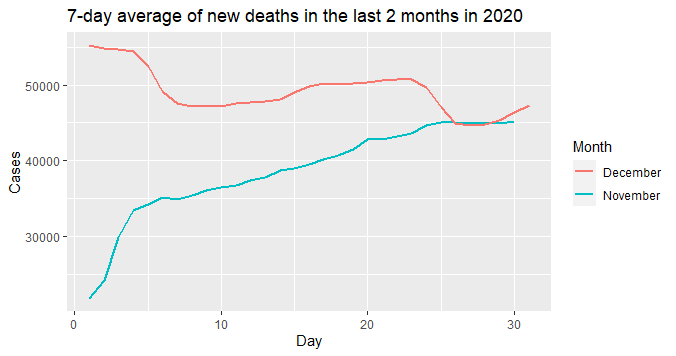 7-day average of new deaths in the last 2 months in 2020
Cases
50000
40000
30000
0
10
20
30
Day
Month
December
November